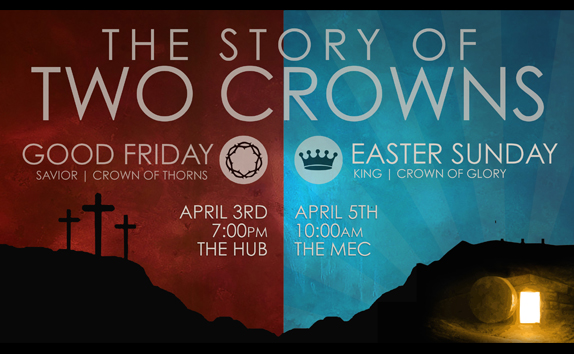 THE STORY OF
TWO CROWNS
GOOD FRIDAY
SAVIOR | CROWN OF THORNS
APRIL 3RD
7:00PM
THE HUB
EASTER SUNDAY
KING | CROWN OF GLORY
APRIL 5TH
10:00AM
THE MEC